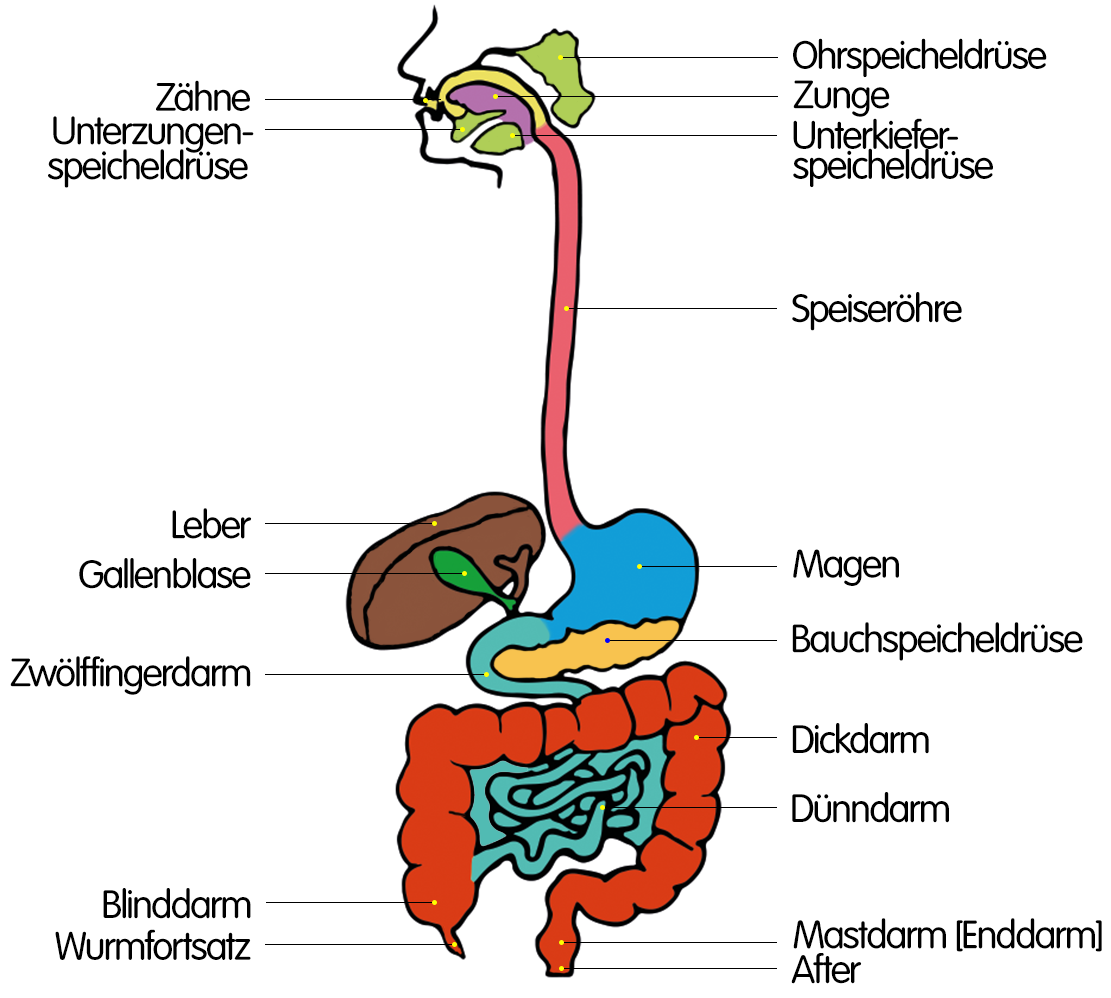 Zähne
Unterzungen-
speicheldrüse
Leber
Gallenblase
Zwölffingerdarm
Blinddarm
Wurmfortsatz
Ohrspeicheldrüse
Zunge
Unterkiefer-
speicheldrüse
Speiseröhre
Magen
Bauchspeicheldrüse
Dickdarm
Dünndarm
Mastdarm [Enddarm]
After